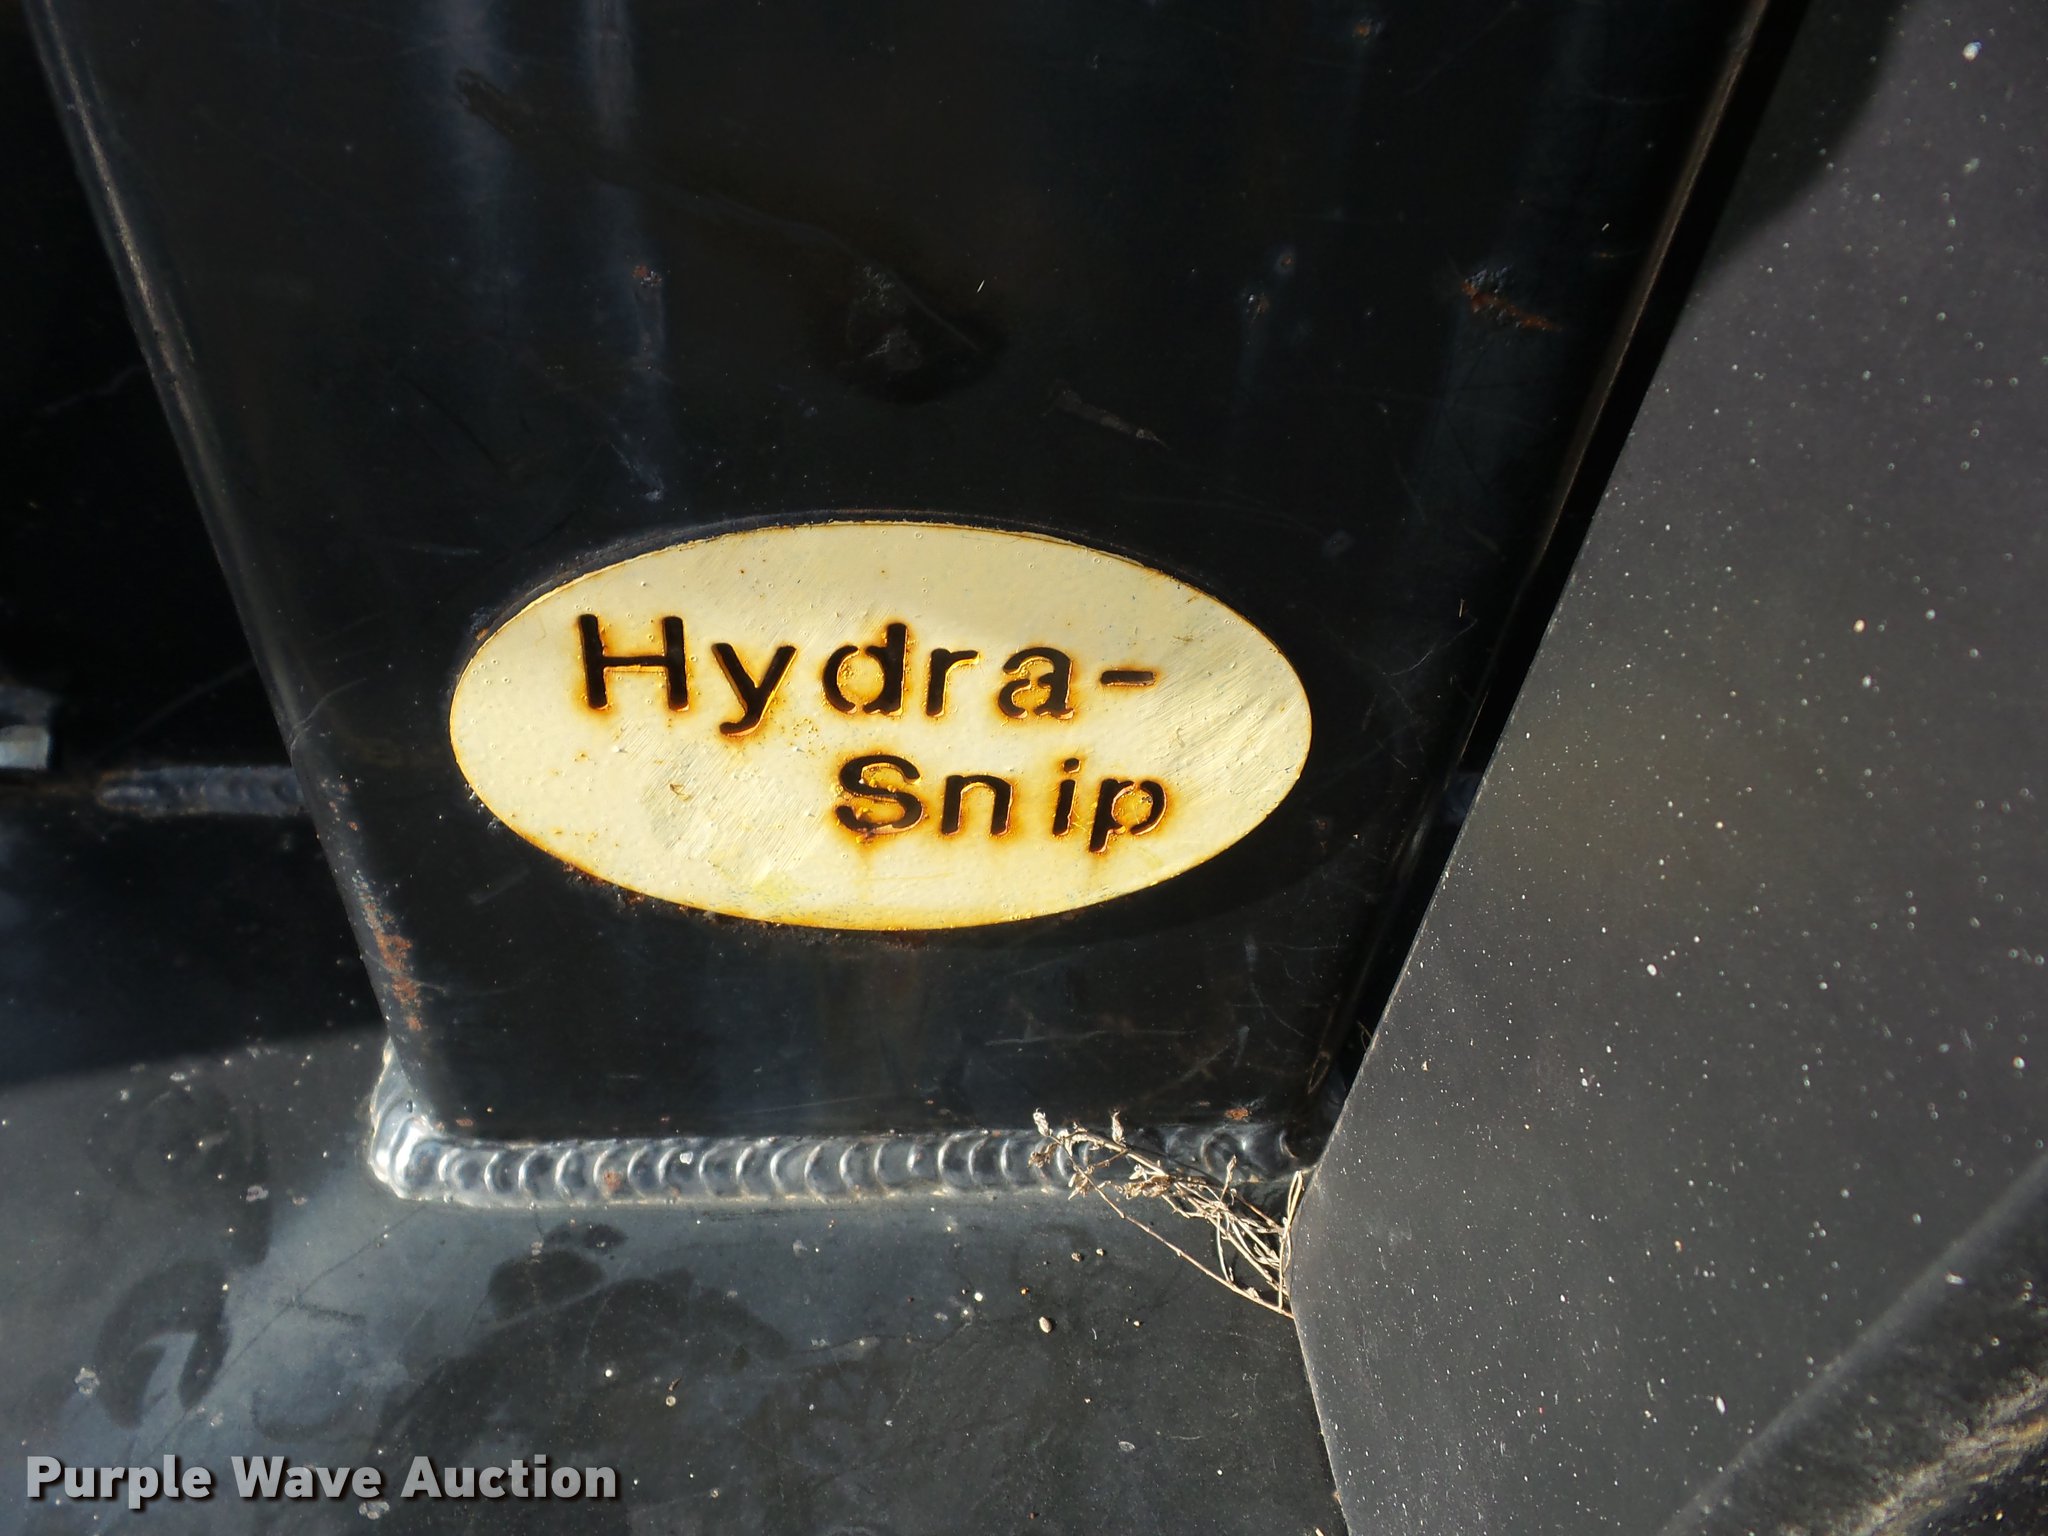 Hydra-
Snip
Purple Wave Auction